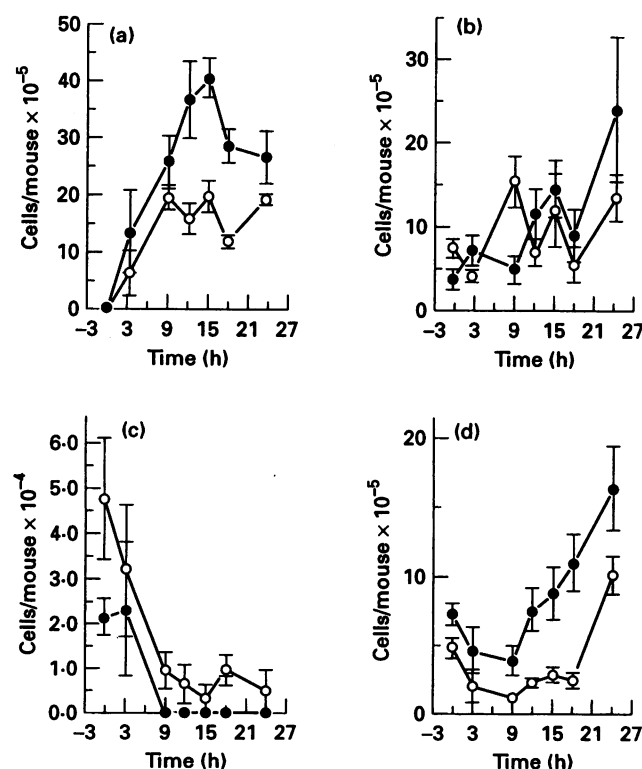 (a)
Cells/mouse × 10⁻⁵
50
40
30
20
10
0
−3 3 9 15 21 27
Time (h)
(b)
Cells/mouse × 10⁻⁵
30
20
10
0
−3 3 9 15 21 27
Time (h)
(c)
Cells/mouse × 10⁻⁴
6·0
5·0
4·0
3·0
2·0
1·0
0·0
−3 3 9 15 21 27
Time (h)
(d)
Cells/mouse × 10⁻⁵
20
10
0
−3 3 9 15 21 27
Time (h)